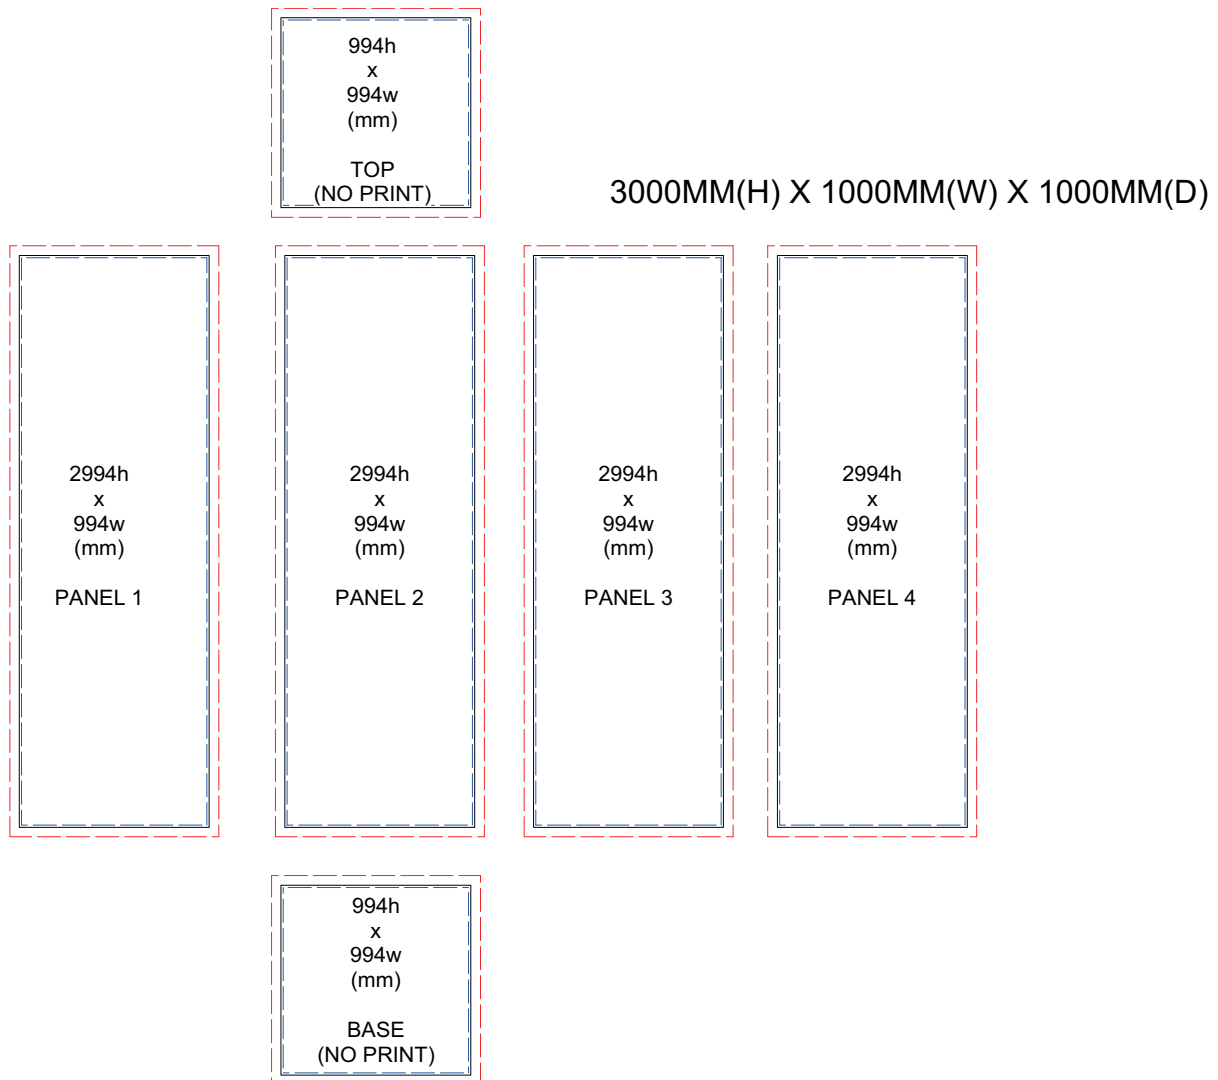 994h
x
994w
(mm)
TOP
(NO PRINT)
3000MM(H) X 1000MM(W) X 1000MM(D)
2994h
x
994w
(mm)
PANEL 1
2994h
x
994w
(mm)
PANEL 2
2994h
x
994w
(mm)
PANEL 3
2994h
x
994w
(mm)
PANEL 4
994h
x
994w
(mm)
BASE
(NO PRINT)